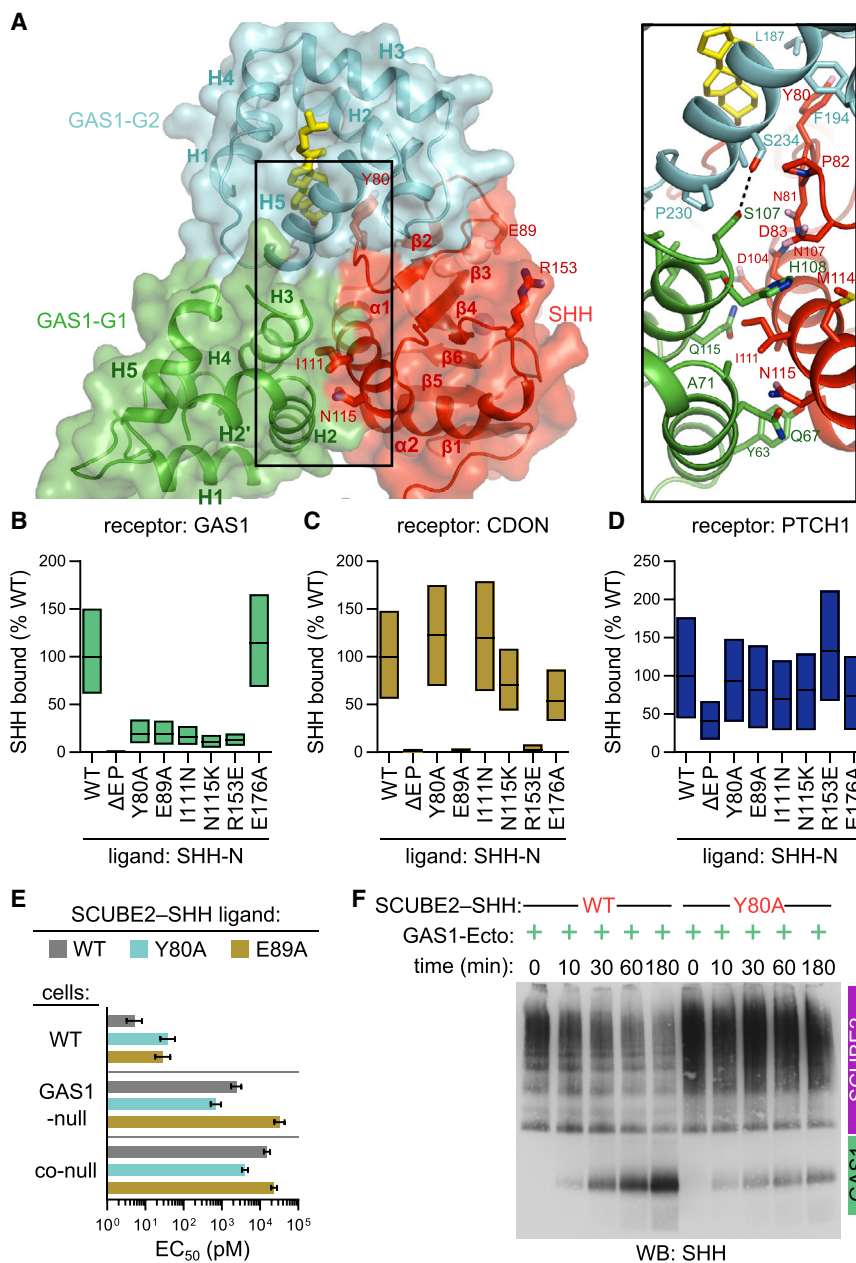 A
H3
H4
GAS1-G2
H2
H1
Y80
H5
β2
E89
β3
R153
H3
α1
β4
SHH
GAS1-G1
H4
I111
β6
H5
β5
N115
H2'
H2
α2
β1
H1
L187
Y80
F194
S234
P82
N81
P230
S107
D83
D104
N107
H108
M114
Q115
I111
A71
N115
Q67
Y63
B
receptor: GAS1
SHH bound (% WT)
200
150
100
50
0
WT
ΔEP
Y80A
E89A
I111N
N115K
R153E
E176A
ligand: SHH-N
C
receptor: CDON
SHH bound (% WT)
200
150
100
50
0
WT
ΔEP
Y80A
E89A
I111N
N115K
R153E
E176A
ligand: SHH-N
D
receptor: PTCH1
SHH bound (% WT)
250
200
150
100
50
0
WT
ΔEP
Y80A
E89A
I111N
N115K
R153E
E176A
ligand: SHH-N
E
SCUBE2–SHH ligand:
WT Y80A E89A
cells:
WT
GAS1
-null
co-null
10⁰ 10¹ 10² 10³ 10⁴ 10⁵
EC₅₀ (pM)
F
SCUBE2–SHH: WT Y80A
GAS1-Ecto: + + + + + + + + + +
time (min): 0 10 30 60 180 0 10 30 60 180
WB: SHH